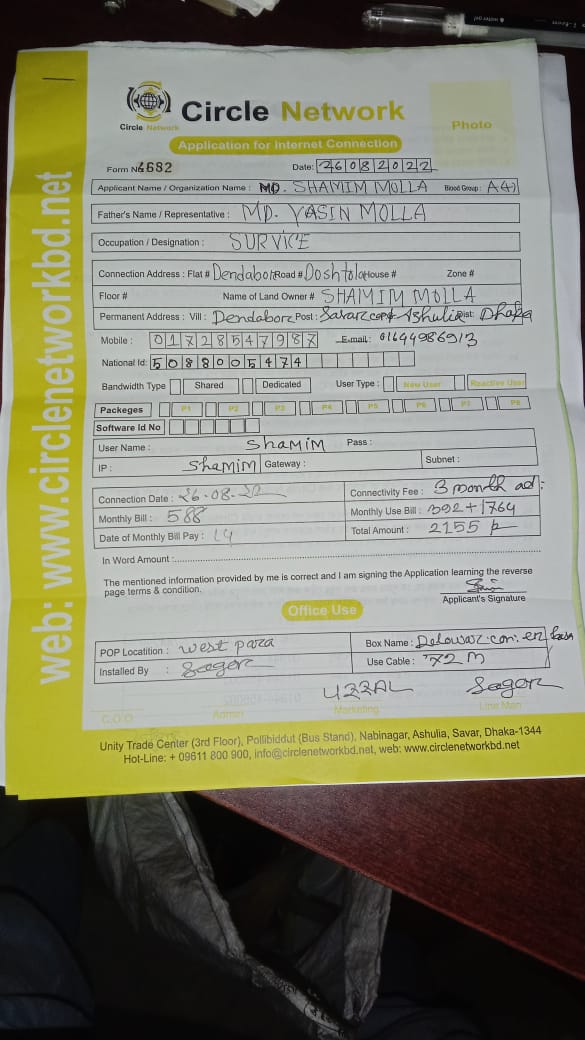 Circle Network
Circle Network
Photo
Application for Internet Connection
Form No 4682 Date: 26082022
Applicant Name / Organization Name : MD. SHAMIM MOLLA Blood Group : A(+)
Father's Name / Representative : MD. YASIN MOLLA
Occupation / Designation : SURVICE
Connection Address : Flat # Dendabor Road # Doshtola House # Zone #
Floor # Name of Land Owner # SHAMIM MOLLA
Permanent Address : Vill : Dendabor Post : Savar Ashulia Dist: Dhaka
Mobile : 01728547987 E-mail : 01644986913
National Id: 5088005474
Bandwidth Type Shared Dedicated User Type : New User Reactive User
Packeges P1 P2 P3 P4 P5 P6 P7 P8
Software Id No
User Name : ShaMiM Pass :
IP : ShaMiM Gateway : Subnet :
Connection Date : 26-08-22 Connectivity Fee : 3 month ad:
Monthly Bill : 588 Monthly Use Bill : 392+1764
Date of Monthly Bill Pay : Total Amount : 2155
In Word Amount :
The mentioned information provided by me is correct and I am signing the Application learning the reverse
page terms & condition.
Applicant's Signature
Office Use
POP Locatition : west para Box Name : Delowar. con. en
Installed By : Sagor Use Cable : 72 M
UZZAL Sagor
C.O.O Admin Marketing Line Man
Unity Trade Center (3rd Floor), Pollibiddut (Bus Stand), Nabinagar, Ashulia, Savar, Dhaka-1344
Hot-Line: + 09611 800 900, info@circlenetworkbd.net, web: www.circlenetworkbd.net
web: www.circlenetworkbd.net